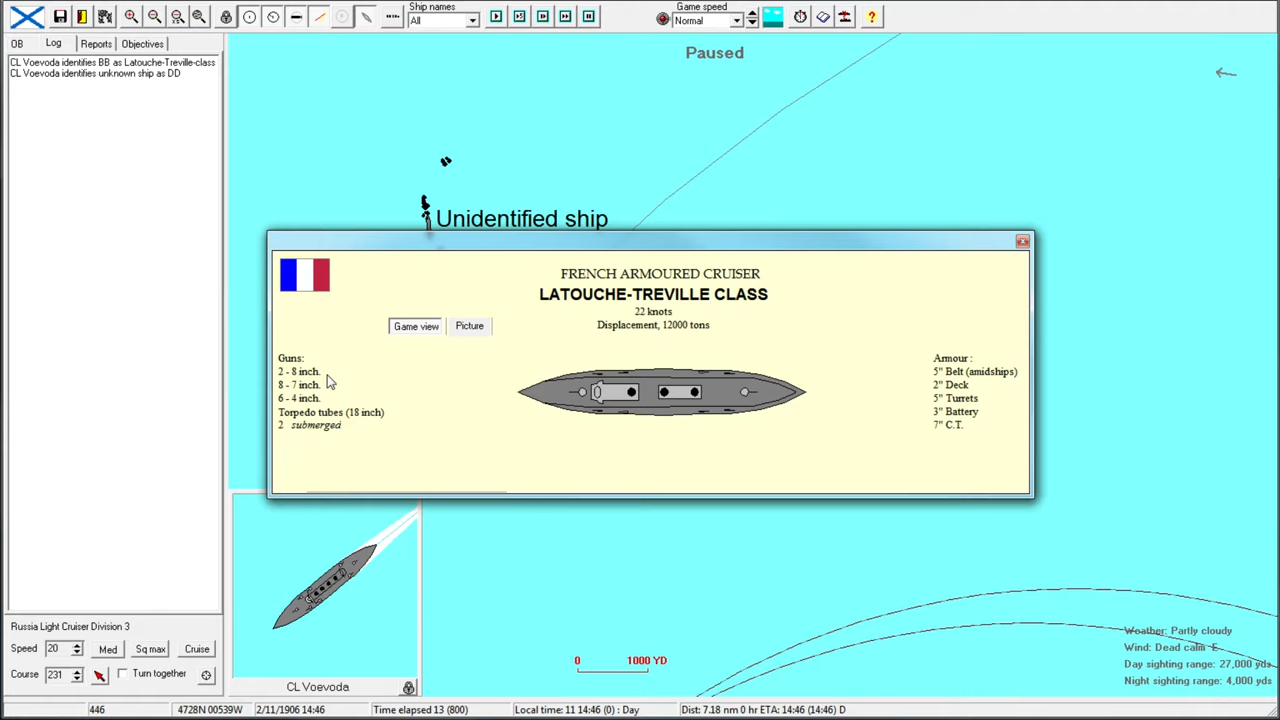 Ship names
Game speed
All
Normal
OB Log Reports Objectives
CL Voevoda identifies BB as Latouche-Treville-class
CL Voevoda identifies unknown ship as DD
Paused
Unidentified ship
FRENCH ARMOURED CRUISER
LATOUCHE-TREVILLE CLASS
22 knots
Displacement, 12000 tons
Game view Picture
Guns:
2 - 8 inch.
8 - 7 inch.
6 - 4 inch.
Torpedo tubes (18 inch)
2 submerged
Armour :
5" Belt (amidships)
2" Deck
5" Turrets
3" Battery
7" C.T.
Russia Light Cruiser Division 3
Speed 20 Med Sq max Cruise
Course 231 Turn together
CL Voevoda
0 1000 YD
Weather: Partly cloudy
Wind: Dead calm E
Day sighting range: 27,000 yds
Night sighting range: 4,000 yds
446 4728N 00539W 2/11/1906 14:46 Time elapsed 13 (800) Local time: 11 14:46 (0) : Day Dist: 7.18 nm 0 hr ETA: 14:46 (14:46) D